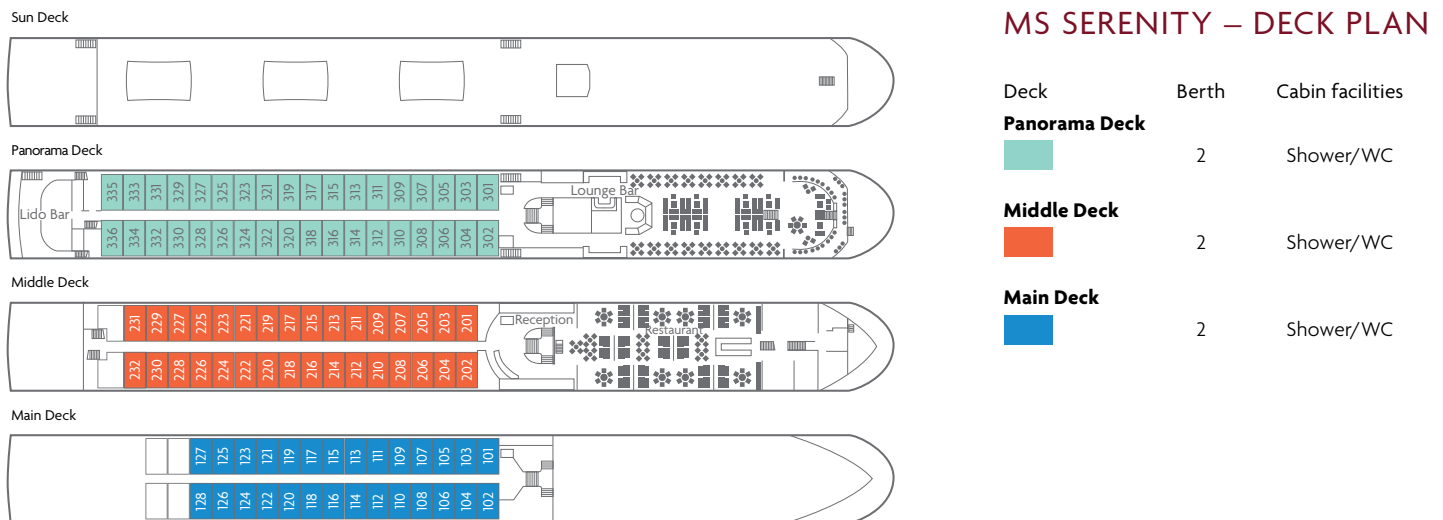 Sun Deck
MS SERENITY – DECK PLAN
Deck Berth Cabin facilities
Panorama Deck
2 Shower/WC
Middle Deck
2 Shower/WC
Main Deck
2 Shower/WC
Panorama Deck
335 333 331 329 327 325 323 321 319 317 315 313 311 309 307 305 303 301
Lounge Bar
Lido Bar
336 334 332 330 328 326 324 322 320 318 316 314 312 310 308 306 304 302
Middle Deck
231 229 227 225 223 221 219 217 215 213 211 209 207 205 203 201
Reception
Restaurant
232 230 228 226 224 222 220 218 216 214 212 210 208 206 204 202
Main Deck
127 125 123 121 119 117 115 113 111 109 107 105 103 101
128 126 124 122 120 118 116 114 112 110 108 106 104 102